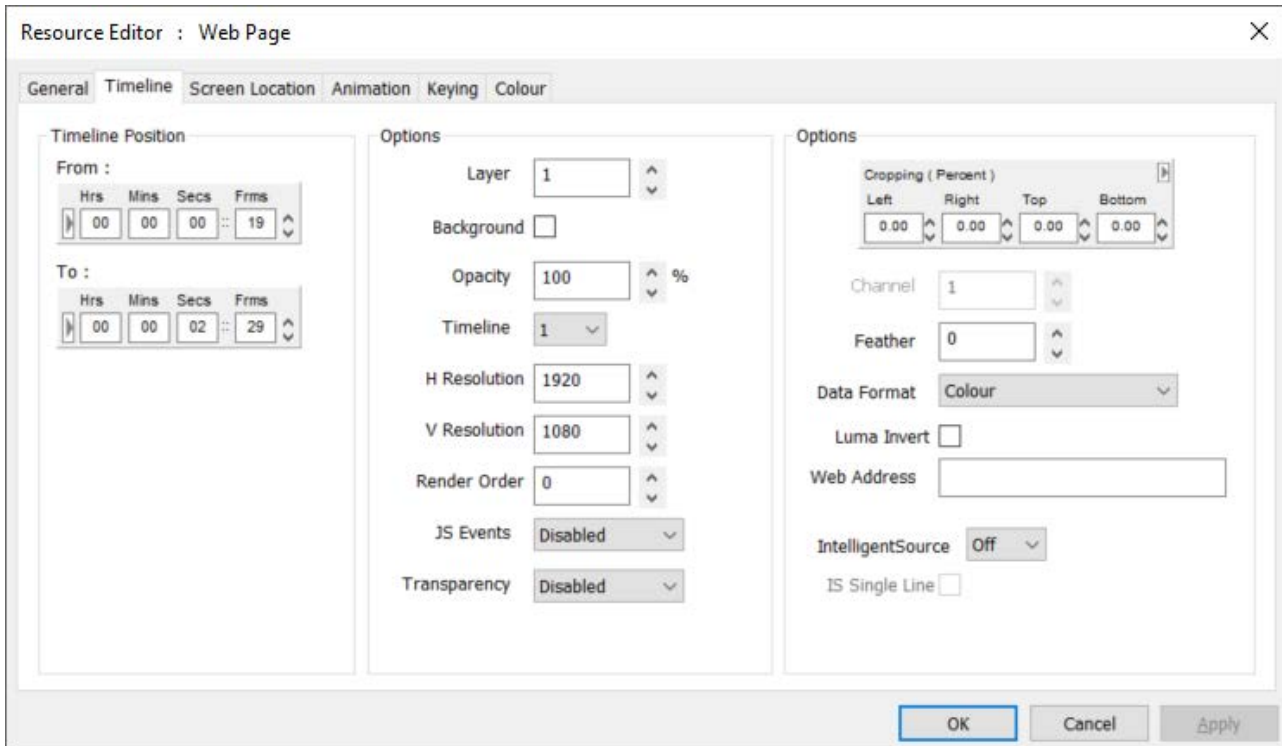 Resource Editor : Web Page
General Timeline Screen Location Animation Keying Colour
Timeline Position
From :
Hrs Mins Secs Frms
00 00 00 :: 19
To :
Hrs Mins Secs Frms
00 00 02 :: 29
Options
Layer 1
Background
Opacity 100 %
Timeline 1
H Resolution 1920
V Resolution 1080
Render Order 0
JS Events Disabled
Transparency Disabled
Options
Cropping ( Percent )
Left Right Top Bottom
0.00 0.00 0.00 0.00
Channel 1
Feather 0
Data Format Colour
Luma Invert
Web Address
IntelligentSource Off
IS Single Line
OK Cancel Apply